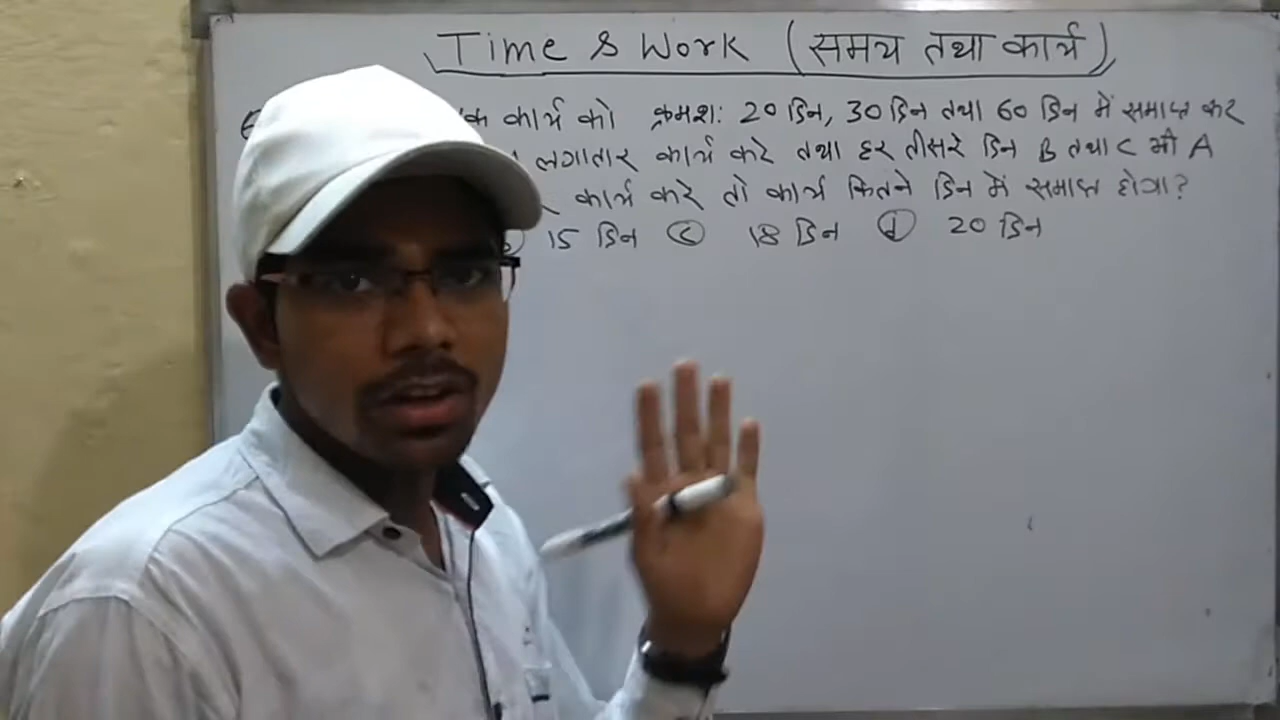 Time & Work (समय तथा कार्य)
कार्य को क्रमश: 20 दिन, 30 दिन तथा 60 दिन में समाप्त कर
लगातार कार्य करे तथा हर तीसरे दिन B तथा C भी A
कार्य करे तो कार्य कितने दिन में समाप्त होगा?
15 दिन (c) 18 दिन (d) 20 दिन